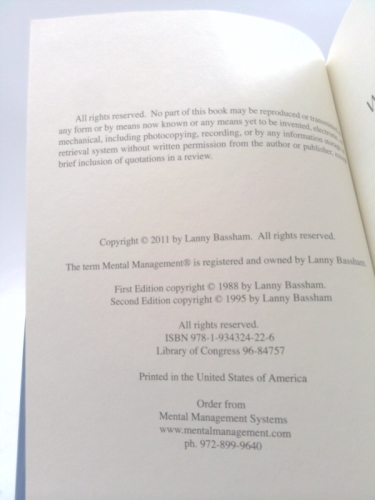 All rights reserved. No part of this book may be reproduced or transmitted
any form or by means now known or any means yet to be invented, electronic
mechanical, including photocopying, recording, or by any information storage
retrieval system without written permission from the author or publisher,
brief inclusion of quotations in a review.
Copyright © 2011 by Lanny Bassham. All rights reserved.
The term Mental Management® is registered and owned by Lanny Bassham.
First Edition copyright © 1988 by Lanny Bassham.
Second Edition copyright © 1995 by Lanny Bassham
All rights reserved.
ISBN 978-1-934324-22-6
Library of Congress 96-84757
Printed in the United States of America
Order from
Mental Management Systems
www.mentalmanagement.com
ph. 972-899-9640